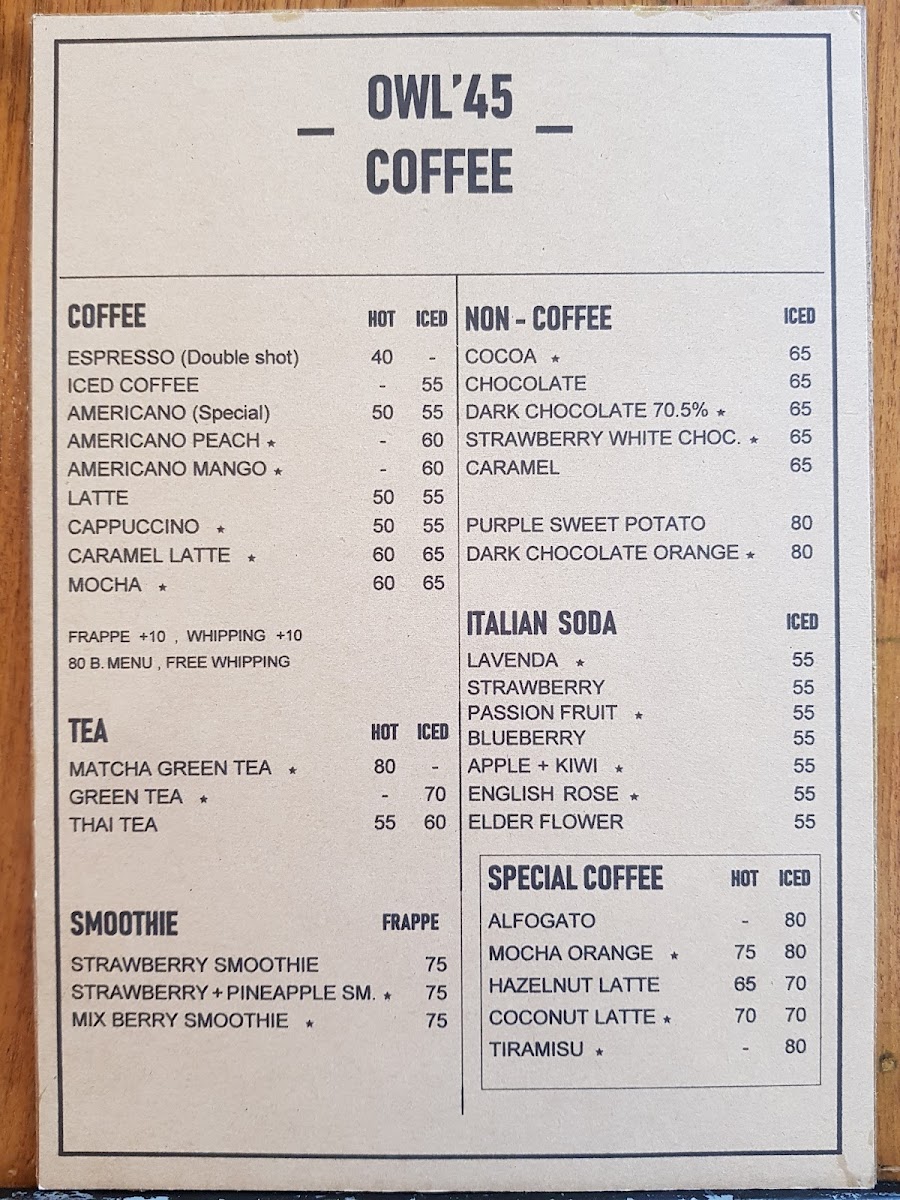 OWL'45
COFFEE
COFFEE HOT ICED
ESPRESSO (Double shot) 40 -
ICED COFFEE - 55
AMERICANO (Special) 50 55
AMERICANO PEACH ★ - 60
AMERICANO MANGO ★ - 60
LATTE 50 55
CAPPUCCINO ★ 50 55
CARAMEL LATTE ★ 60 65
MOCHA ★ 60 65
FRAPPE +10 , WHIPPING +10
80 B. MENU , FREE WHIPPING
TEA HOT ICED
MATCHA GREEN TEA ★ 80 -
GREEN TEA ★ - 70
THAI TEA 55 60
SMOOTHIE FRAPPE
STRAWBERRY SMOOTHIE 75
STRAWBERRY + PINEAPPLE SM. ★ 75
MIX BERRY SMOOTHIE ★ 75
NON - COFFEE ICED
COCOA ★ 65
CHOCOLATE 65
DARK CHOCOLATE 70.5% ★ 65
STRAWBERRY WHITE CHOC. ★ 65
CARAMEL 65
PURPLE SWEET POTATO 80
DARK CHOCOLATE ORANGE ★ 80
ITALIAN SODA ICED
LAVENDA ★ 55
STRAWBERRY 55
PASSION FRUIT ★ 55
BLUEBERRY 55
APPLE + KIWI ★ 55
ENGLISH ROSE ★ 55
ELDER FLOWER 55
SPECIAL COFFEE HOT ICED
ALFOGATO - 80
MOCHA ORANGE ★ 75 80
HAZELNUT LATTE 65 70
COCONUT LATTE ★ 70 70
TIRAMISU ★ - 80